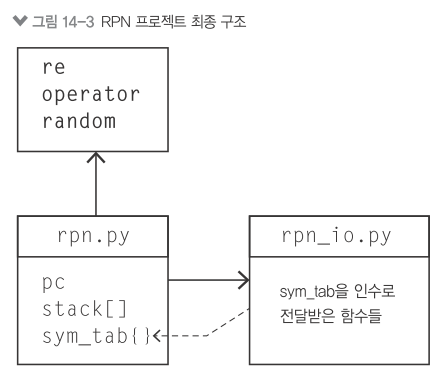 그림 14-3 RPN 프로젝트 최종 구조
re
operator
random
rpn.py
pc
stack[]
sym_tab{}
rpn_io.py
sym_tab을 인수로
전달받은 함수들